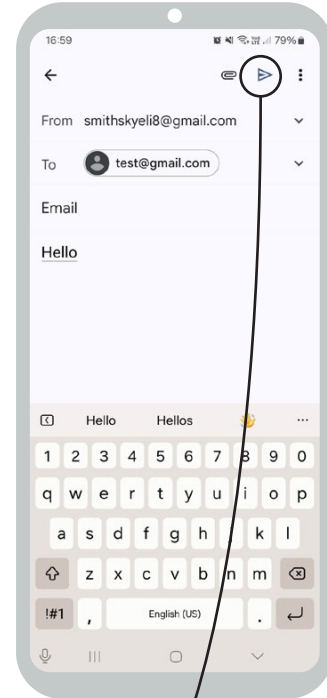 16:59 79%
From smithskyeli8@gmail.com
To test@gmail.com
Email
Hello
Hello Hellos
1 2 3 4 5 6 7 8 9 0
q w e r t y u i o p
a s d f g h j k l
z x c v b n m
!#1 , English (US) .